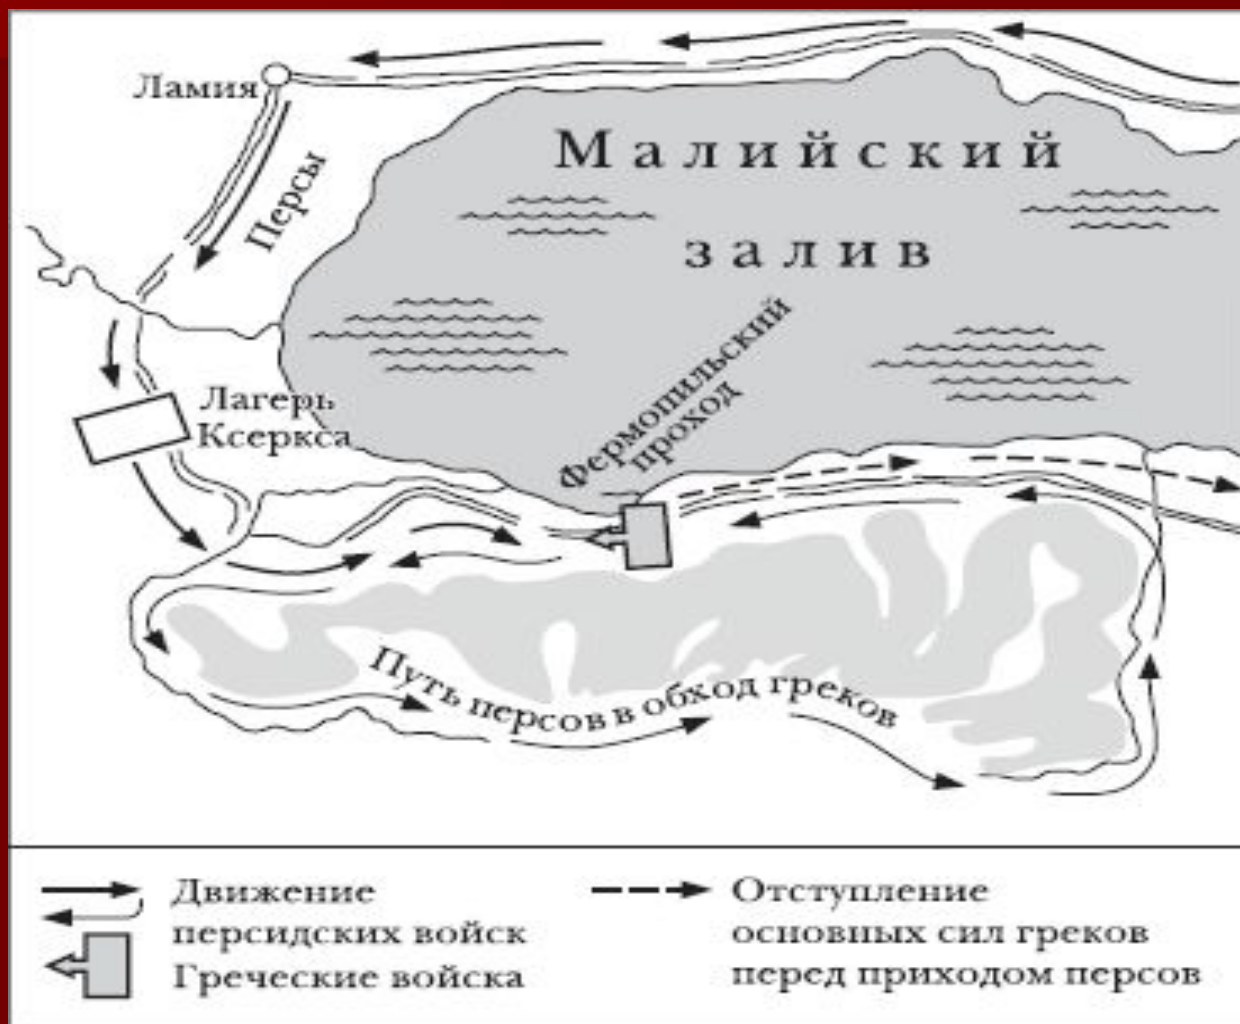 Ламия
Малийский
залив
Персы
Фермопильский
проход
Лагерь
Ксеркса
Путь персов в обход греков
Движение
персидских войск
Греческие войска
Отступление
основных сил греков
перед приходом персов